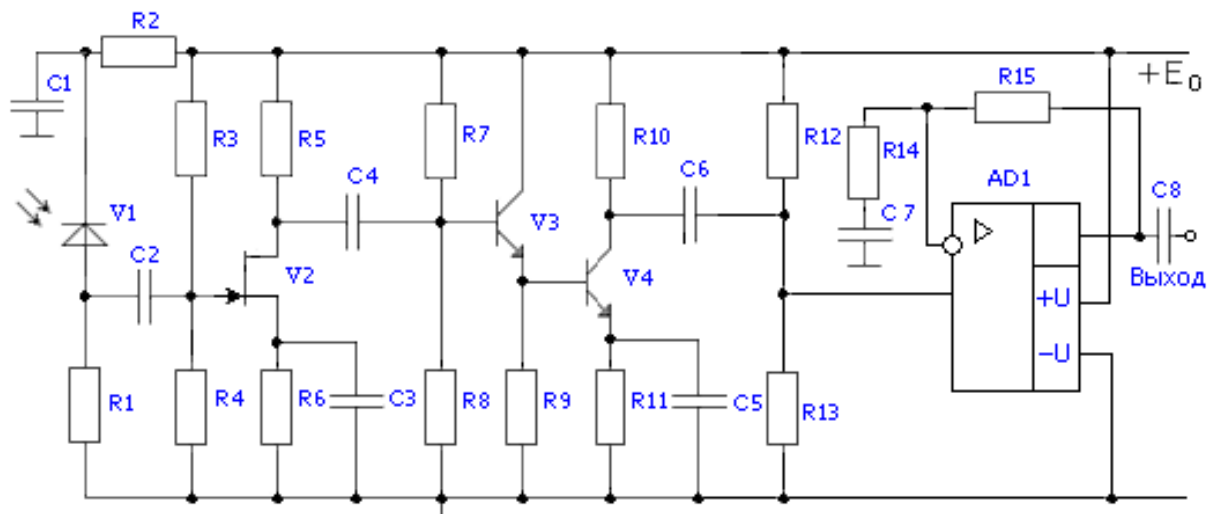 R2
C1
+E₀
R15
R3
R5
R7
R10
R12
R14
C4
C6
AD1
C8
V1
V3
C7
C2
V2
V4
Выход
+U
-U
R1
R4
R6
C3
R8
R9
R11
C5
R13